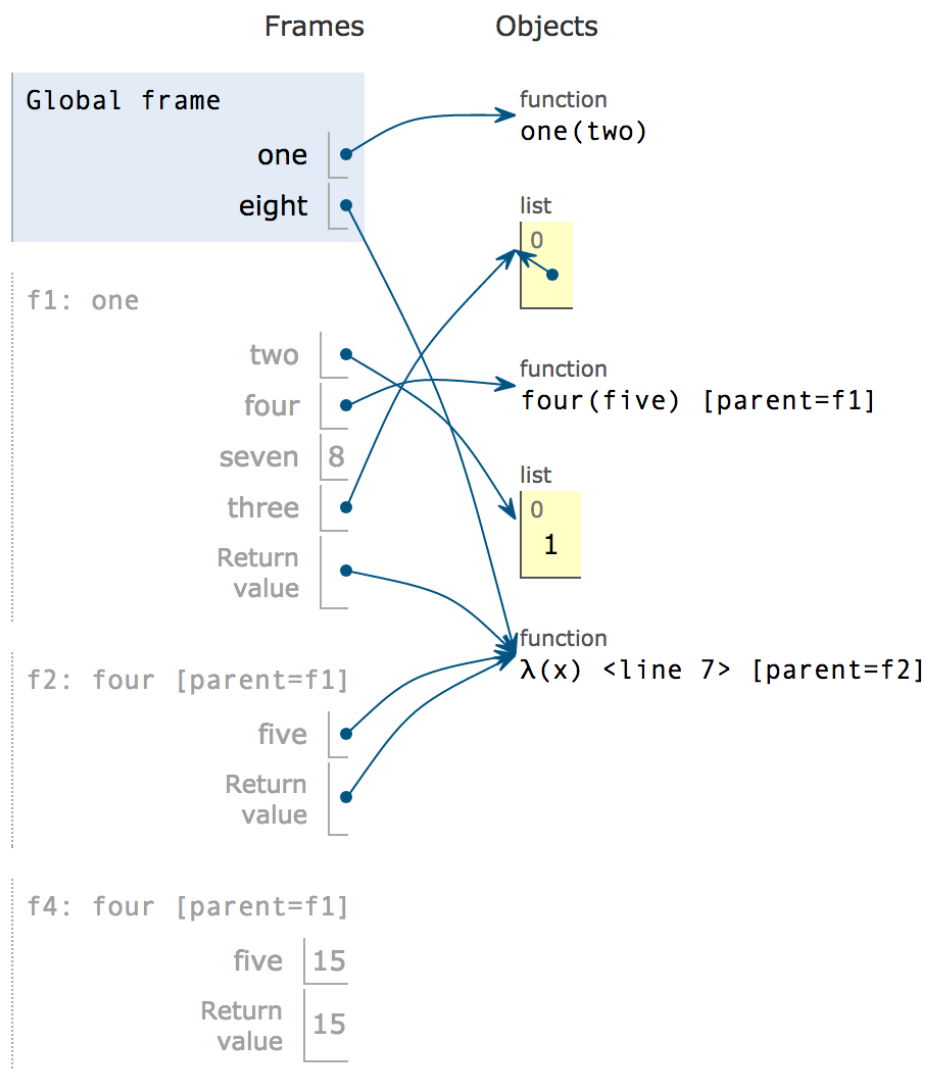 Frames Objects
Global frame
function
one one(two)
eight
list
0
f1: one
two
function
four four(five) [parent=f1]
seven 8
list
three 0
1
Return
value
function
λ(x) <line 7> [parent=f2]
f2: four [parent=f1]
five
Return
value
f4: four [parent=f1]
five 15
Return
value 15